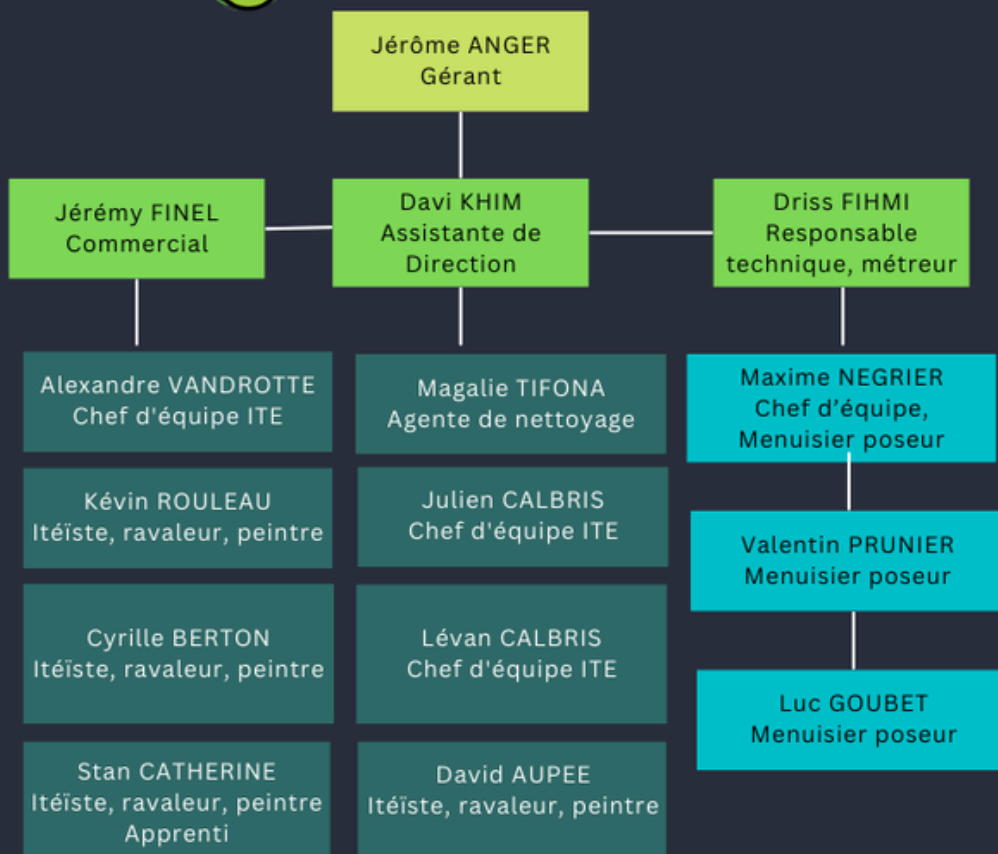 Jérôme ANGER
Gérant
Jérémy FINEL
Commercial
Davi KHIM
Assistante de
Direction
Driss FIHMI
Responsable
technique, métreur
Alexandre VANDROTTE
Chef d'équipe ITE
Kévin ROULEAU
Itéïste, ravaleur, peintre
Cyrille BERTON
Itéïste, ravaleur, peintre
Stan CATHERINE
Itéïste, ravaleur, peintre
Apprenti
Magalie TIFONA
Agente de nettoyage
Julien CALBRIS
Chef d'équipe ITE
Lévan CALBRIS
Chef d'équipe ITE
David AUPEE
Itéïste, ravaleur, peintre
Maxime NEGRIER
Chef d’équipe,
Menuisier poseur
Valentin PRUNIER
Menuisier poseur
Luc GOUBET
Menuisier poseur